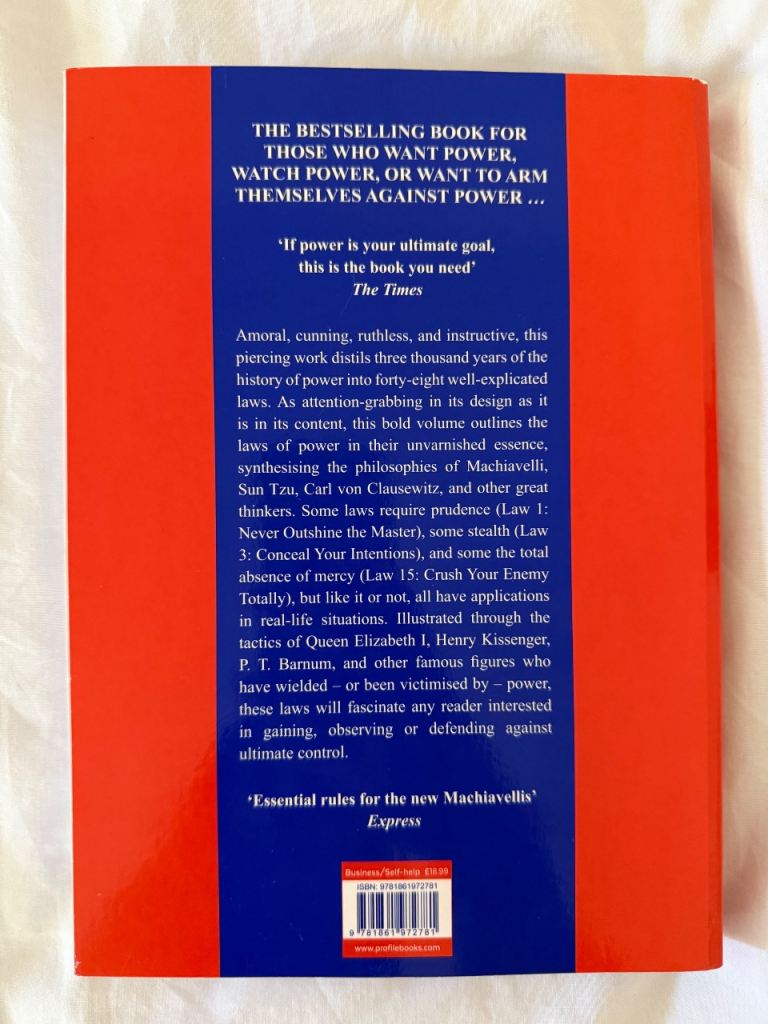 THE BESTSELLING BOOK FOR
THOSE WHO WANT POWER,
WATCH POWER, OR WANT TO ARM
THEMSELVES AGAINST POWER ...
‘If power is your ultimate goal,
this is the book you need’
The Times
Amoral, cunning, ruthless, and instructive, this
piercing work distils three thousand years of the
history of power into forty-eight well-explicated
laws. As attention-grabbing in its design as it
is in its content, this bold volume outlines the
laws of power in their unvarnished essence,
synthesising the philosophies of Machiavelli,
Sun Tzu, Carl von Clausewitz, and other great
thinkers. Some laws require prudence (Law 1:
Never Outshine the Master), some stealth (Law
3: Conceal Your Intentions), and some the total
absence of mercy (Law 15: Crush Your Enemy
Totally), but like it or not, all have applications
in real-life situations. Illustrated through the
tactics of Queen Elizabeth I, Henry Kissenger,
P. T. Barnum, and other famous figures who
have wielded – or been victimised by – power,
these laws will fascinate any reader interested
in gaining, observing or defending against
ultimate control.
‘Essential rules for the new Machiavellis’
Express
Business/Self-help £18.99
ISBN: 9781861972781
9 781861 972781
www.profilebooks.com